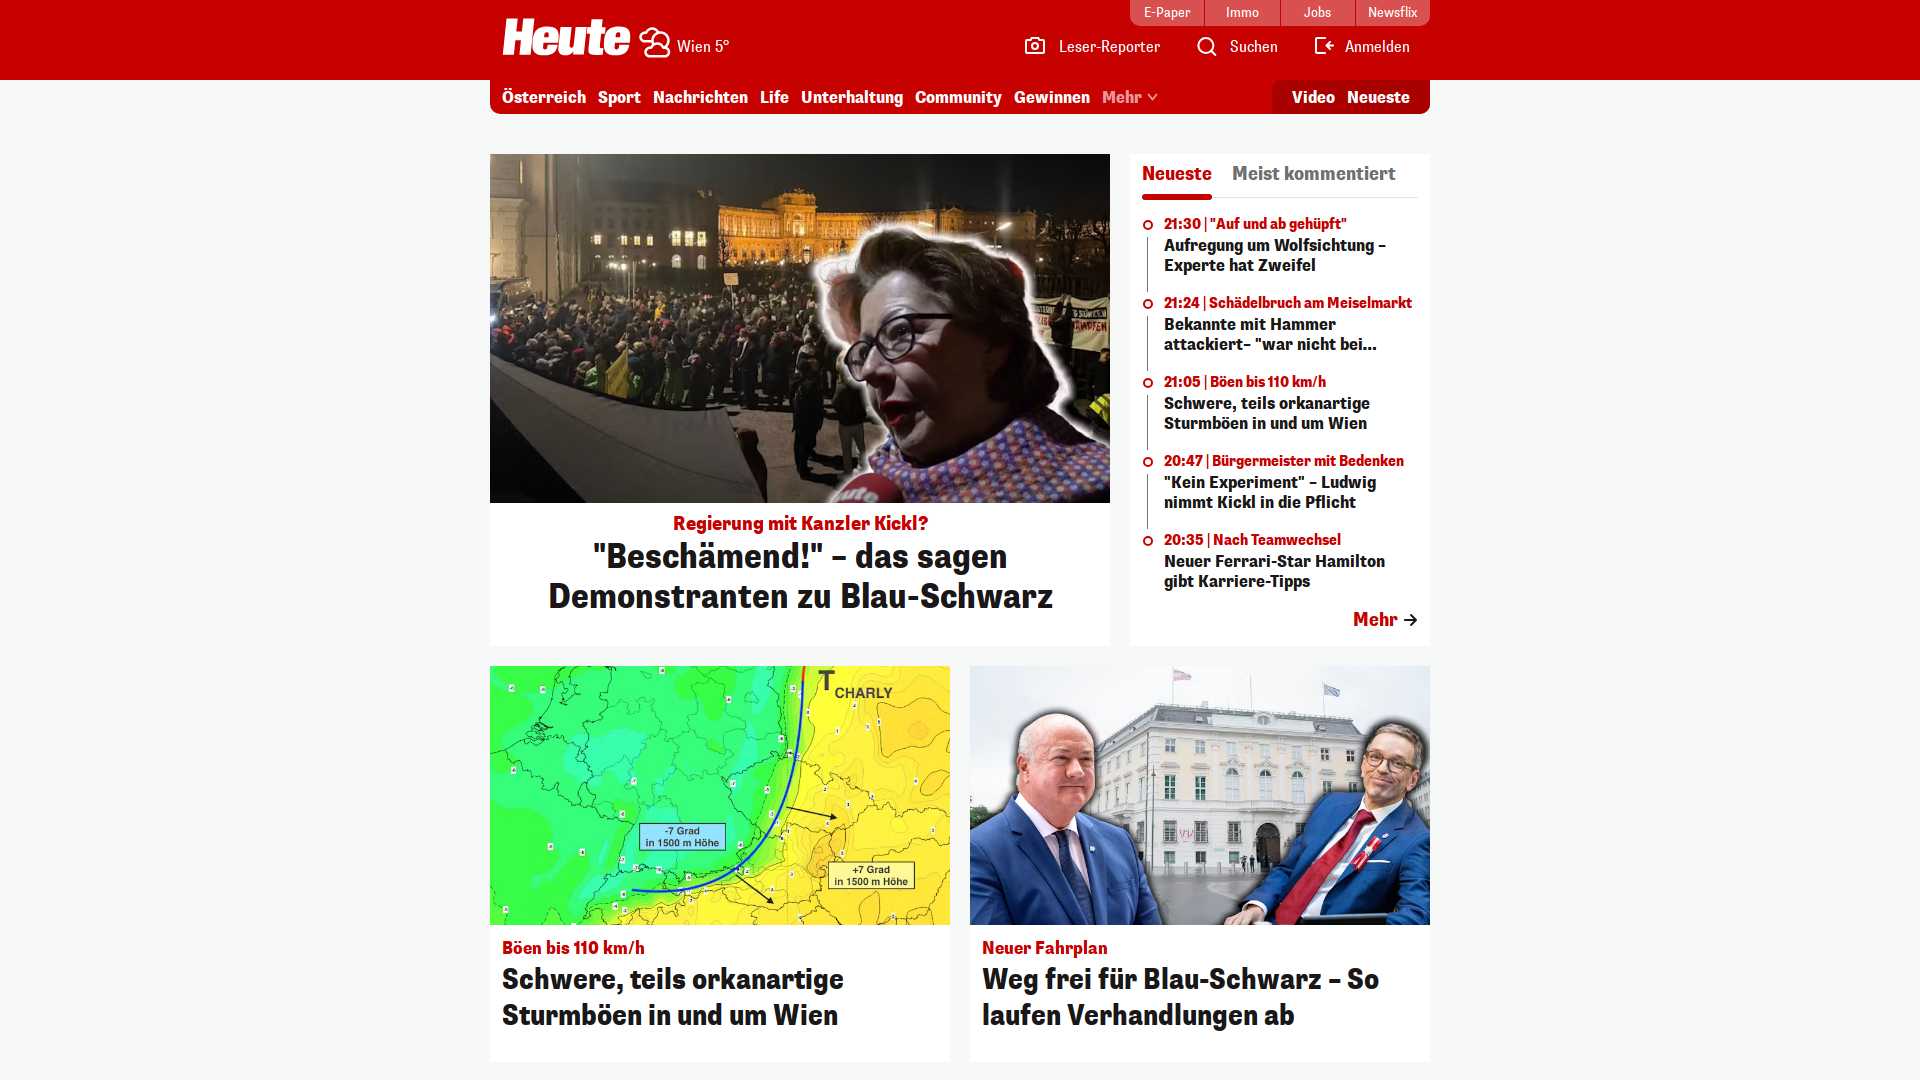 E-Paper
Immo
Jobs
Newsflix
Heute
Wien 5°
Leser-Reporter
Suchen
Anmelden
Österreich
Sport
Nachrichten
Life
Unterhaltung
Community
Gewinnen
Mehr
Video
Neueste
Regierung mit Kanzler Kickl?
"Beschämend!" – das sagen
Demonstranten zu Blau-Schwarz
Neueste
Meist kommentiert
21:30 | "Auf und ab gehüpft"
Aufregung um Wolfsichtung –
Experte hat Zweifel
21:24 | Schädelbruch am Meiselmarkt
Bekannte mit Hammer
attackiert– "war nicht bei...
21:05 | Böen bis 110 km/h
Schwere, teils orkanartige
Sturmböen in und um Wien
20:47 | Bürgermeister mit Bedenken
"Kein Experiment" – Ludwig
nimmt Kickl in die Pflicht
20:35 | Nach Teamwechsel
Neuer Ferrari-Star Hamilton
gibt Karriere-Tipps
Mehr
T
CHARLY
-7 Grad
in 1500 m Höhe
+7 Grad
in 1500 m Höhe
Böen bis 110 km/h
Schwere, teils orkanartige
Sturmböen in und um Wien
Neuer Fahrplan
Weg frei für Blau-Schwarz – So
laufen Verhandlungen ab